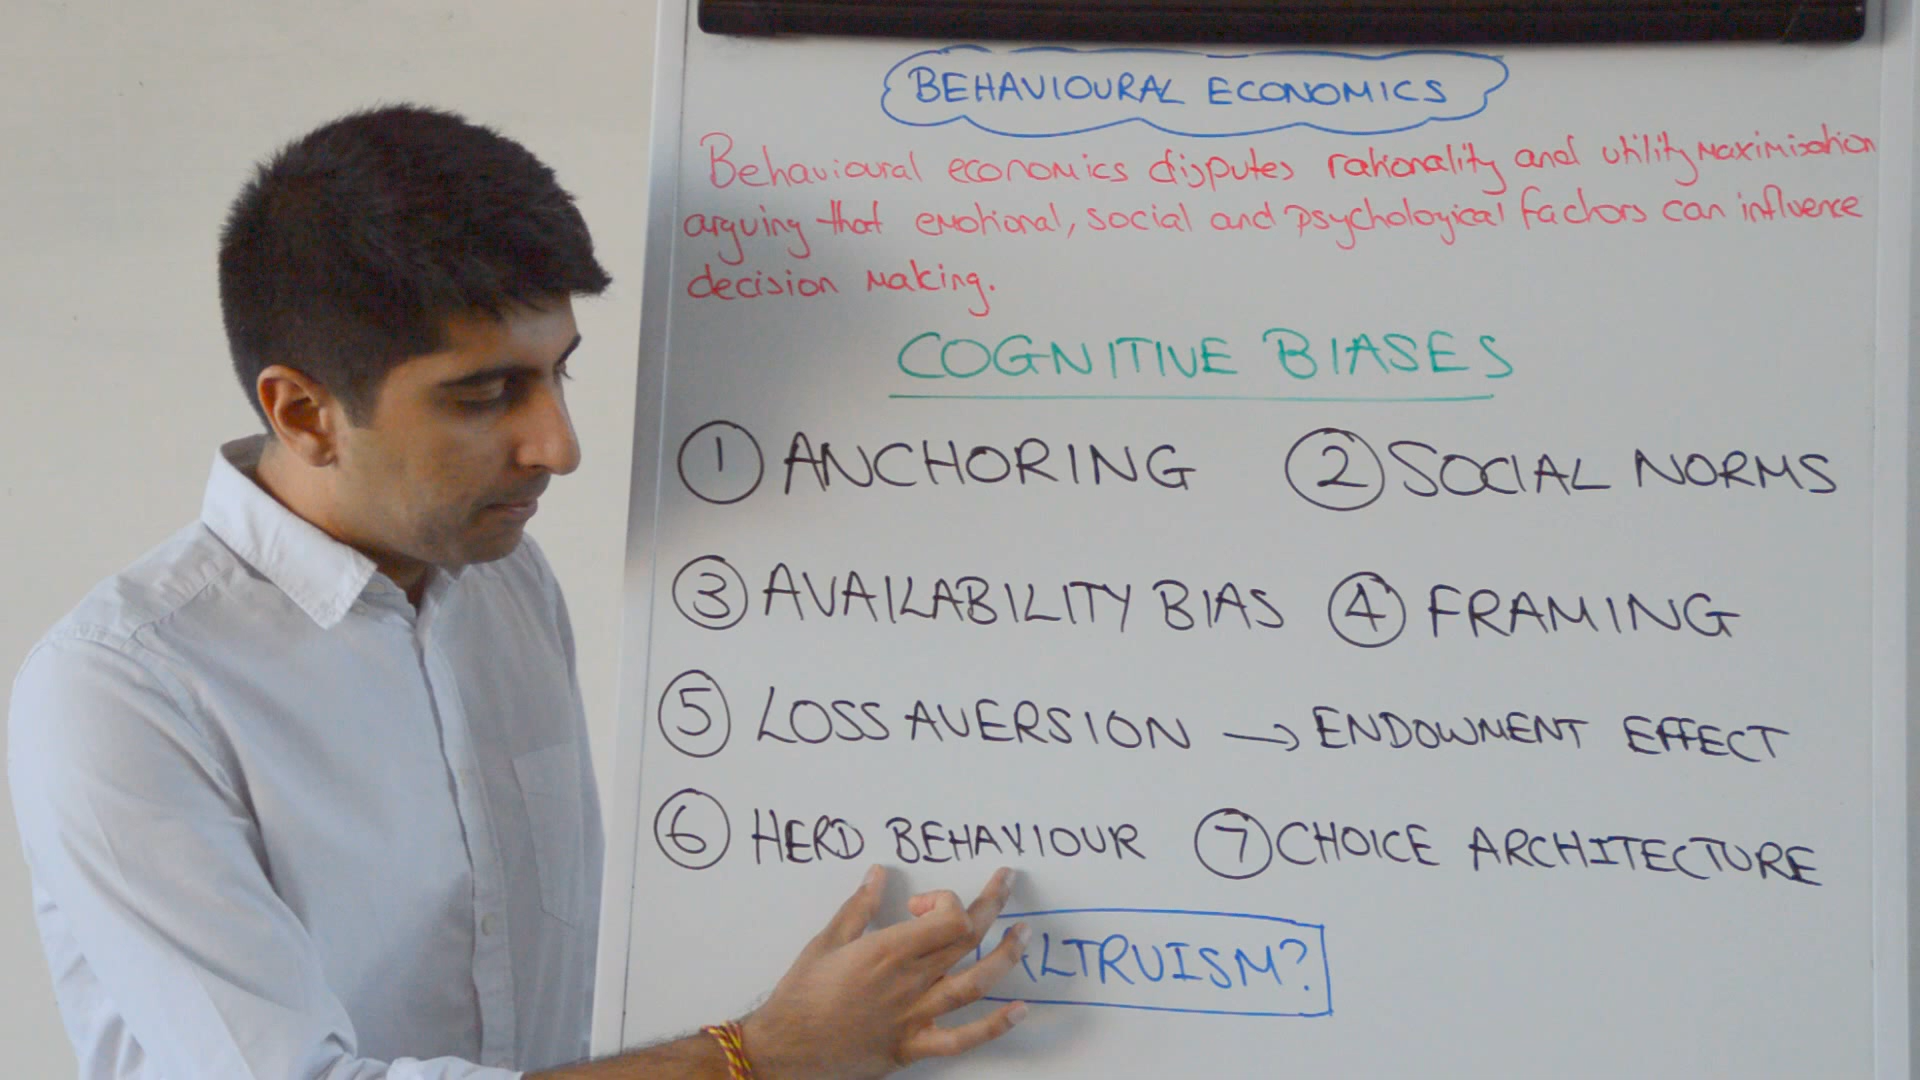 BEHAVIOURAL ECONOMICS
Behavioural economics disputes rationality and utility maximisation
arguing that emotional, social and psychological factors can influence
decision making.
COGNITIVE BIASES
1 ANCHORING 2 SOCIAL NORMS
3 AVAILABILITY BIAS 4 FRAMING
5 LOSS AVERSION → ENDOWMENT EFFECT
6 HERD BEHAVIOUR 7 CHOICE ARCHITECTURE
ALTRUISM?